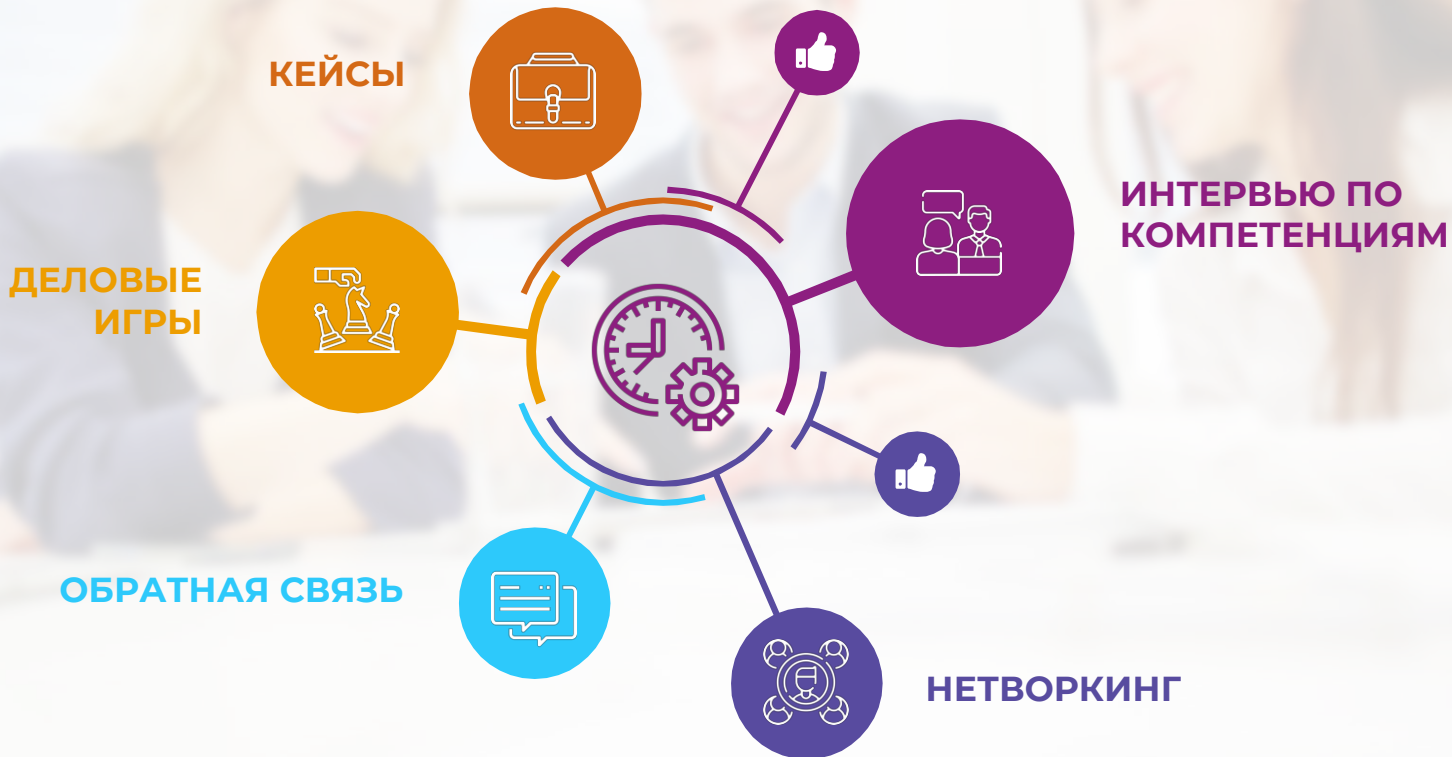 КЕЙСЫ
ИНТЕРВЬЮ ПО
КОМПЕТЕНЦИЯМ
ДЕЛОВЫЕ
ИГРЫ
ОБРАТНАЯ СВЯЗЬ
НЕТВОРКИНГ